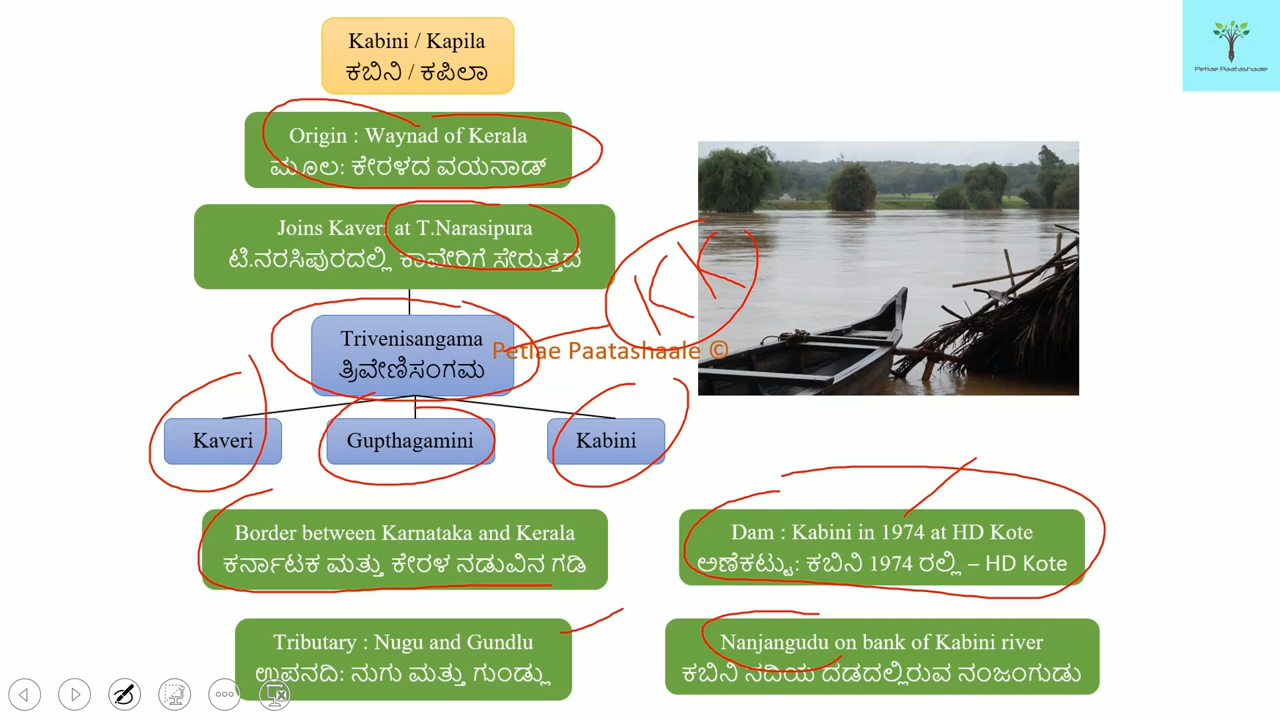 Kabini / Kapila
ಕಬಿನಿ / ಕಪಿಲಾ
Petlae Paatashaale
Origin : Waynad of Kerala
ಮೂಲ: ಕೇರಳದ ವಯನಾಡ್
Joins Kaveri at T.Narasipura
ಟಿ.ನರಸಿಪುರದಲ್ಲಿ ಕಾವೇರಿಗೆ ಸೇರುತ್ತದೆ
KK
Trivenisangama
ತ್ರಿವೇಣಿಸಂಗಮ
Petlae Paatashaale ©
Kaveri
Gupthagamini
Kabini
Border between Karnataka and Kerala
ಕರ್ನಾಟಕ ಮತ್ತು ಕೇರಳ ನಡುವಿನ ಗಡಿ
Dam : Kabini in 1974 at HD Kote
ಅಣೆಕಟ್ಟು: ಕಬಿನಿ 1974 ರಲ್ಲಿ – HD Kote
Tributary : Nugu and Gundlu
ಉಪನದಿ: ನುಗು ಮತ್ತು ಗುಂಡ್ಲು
Nanjangudu on bank of Kabini river
ಕಬಿನಿ ನದಿಯ ದಡದಲ್ಲಿರುವ ನಂಜಂಗುಡು